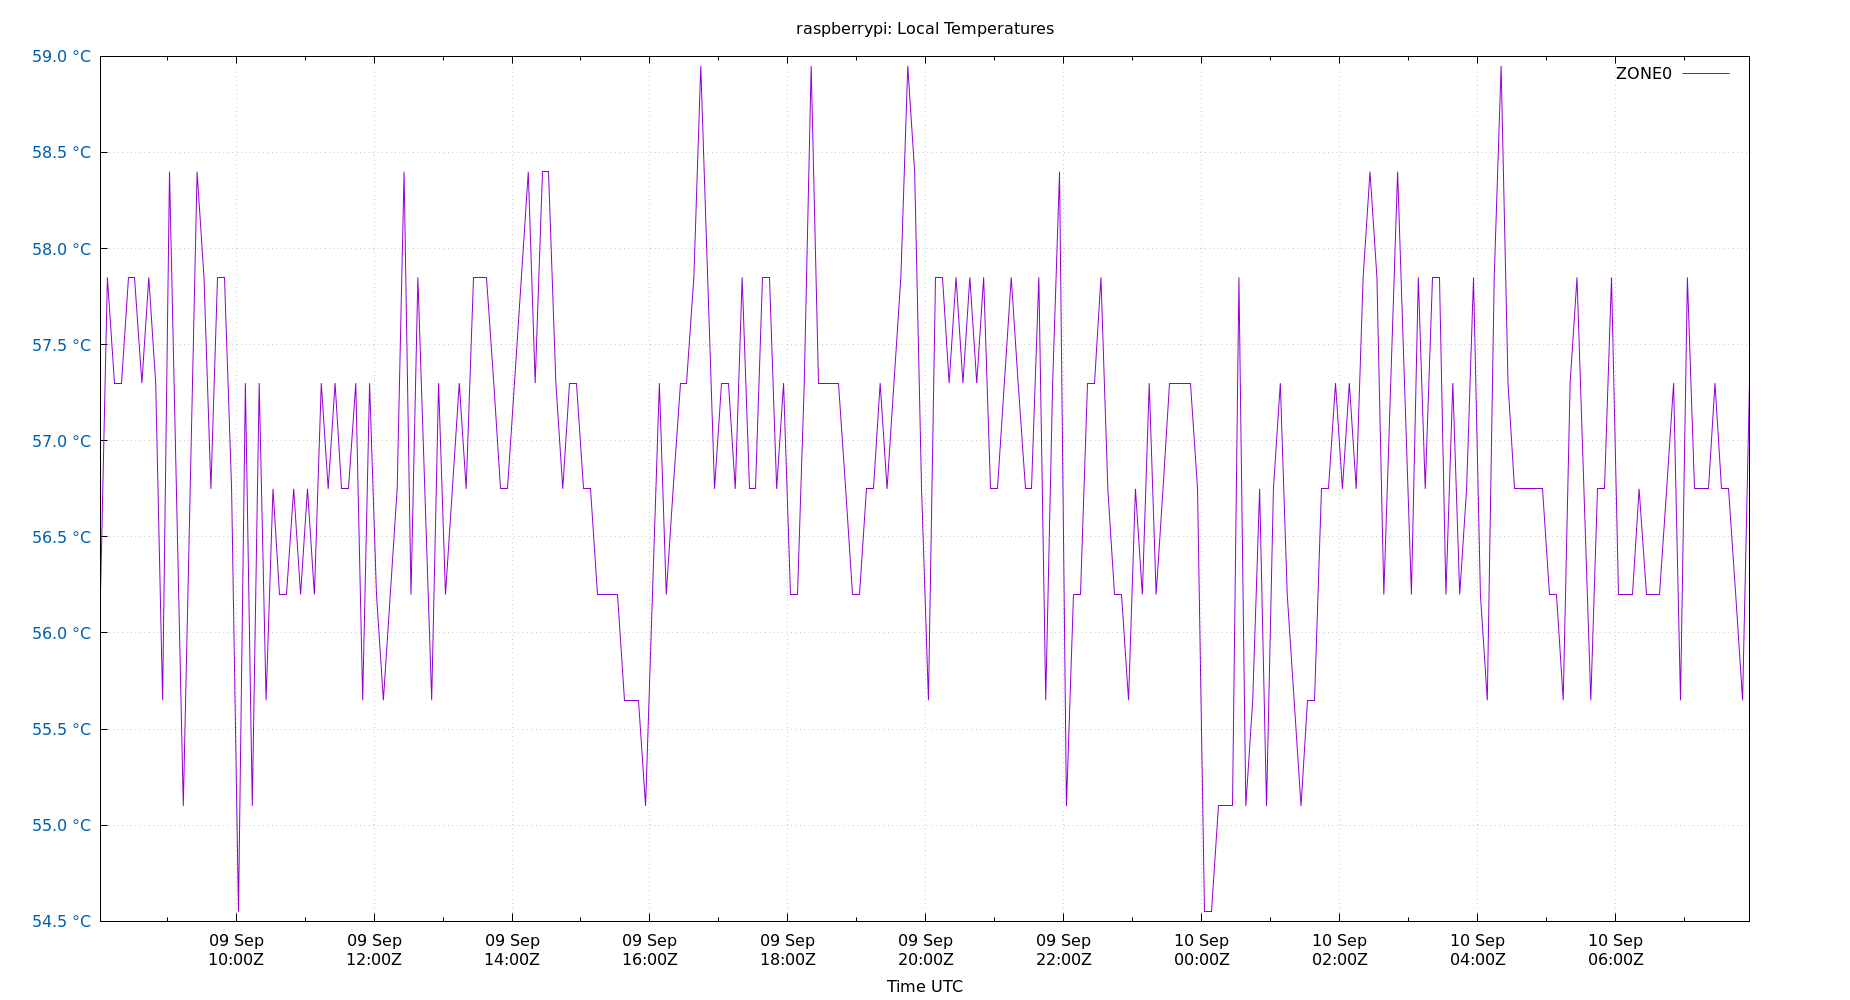 raspberrypi: Local Temperatures
59.0 °C
ZONE0
58.5 °C
58.0 °C
57.5 °C
57.0 °C
56.5 °C
56.0 °C
55.5 °C
55.0 °C
54.5 °C
09 Sep
10:00Z
09 Sep
12:00Z
09 Sep
14:00Z
09 Sep
16:00Z
09 Sep
18:00Z
09 Sep
20:00Z
09 Sep
22:00Z
10 Sep
00:00Z
10 Sep
02:00Z
10 Sep
04:00Z
10 Sep
06:00Z
Time UTC